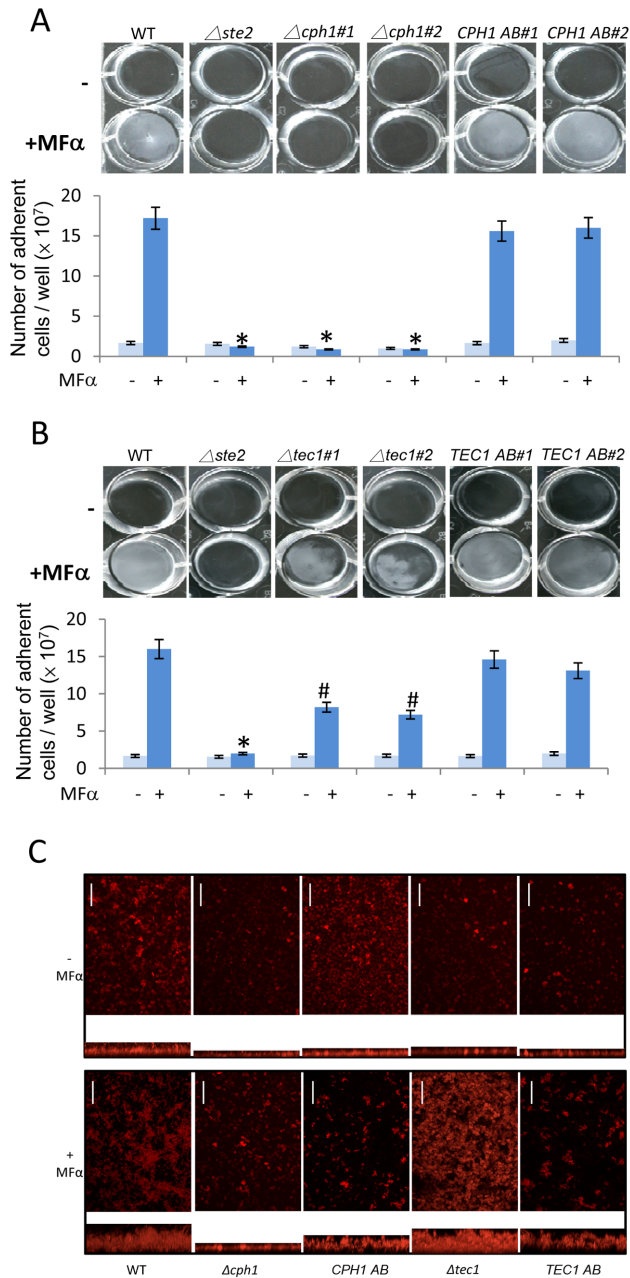 A
WT △ste2 △cph1#1 △cph1#2 CPH1 AB#1 CPH1 AB#2
-
+MFα
Number of adherent
cells / well (× 10⁷)
20
15
10
5
0
MFα - + - + - + - + - + - +
* * *
B
WT △ste2 △tec1#1 △tec1#2 TEC1 AB#1 TEC1 AB#2
-
+MFα
Number of adherent
cells / well (× 10⁷)
20
15
10
5
0
* # #
MFα - + - + - + - + - + - +
C
-
MFα
+
MFα
WT Δcph1 CPH1 AB Δtec1 TEC1 AB